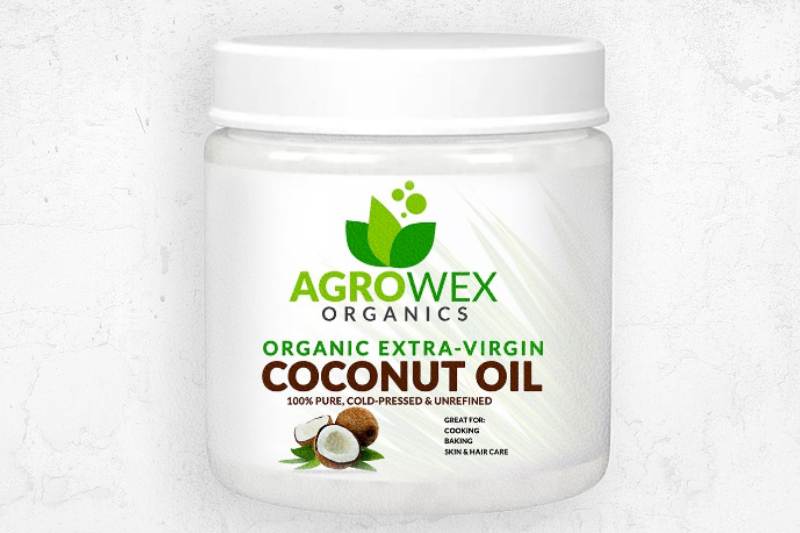 AGROWEX
ORGANICS
ORGANIC EXTRA-VIRGIN
COCONUT OIL
100% PURE, COLD-PRESSED & UNREFINED
GREAT FOR:
COOKING
BAKING
SKIN & HAIR CARE